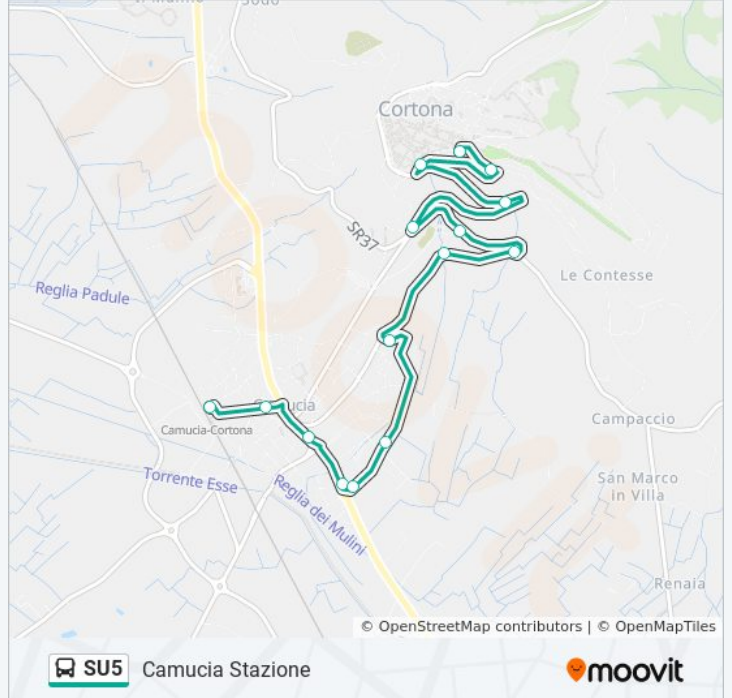 Sodo
Cortona
SR37
Le Contesse
Reglia Padule
Camucia-Cortona
Campaccio
Torrente Esse
San Marco
in Villa
Reglia dei Mulini
Renaia
© OpenStreetMap contributors | © OpenMapTiles
SU5 Camucia Stazione
moovit